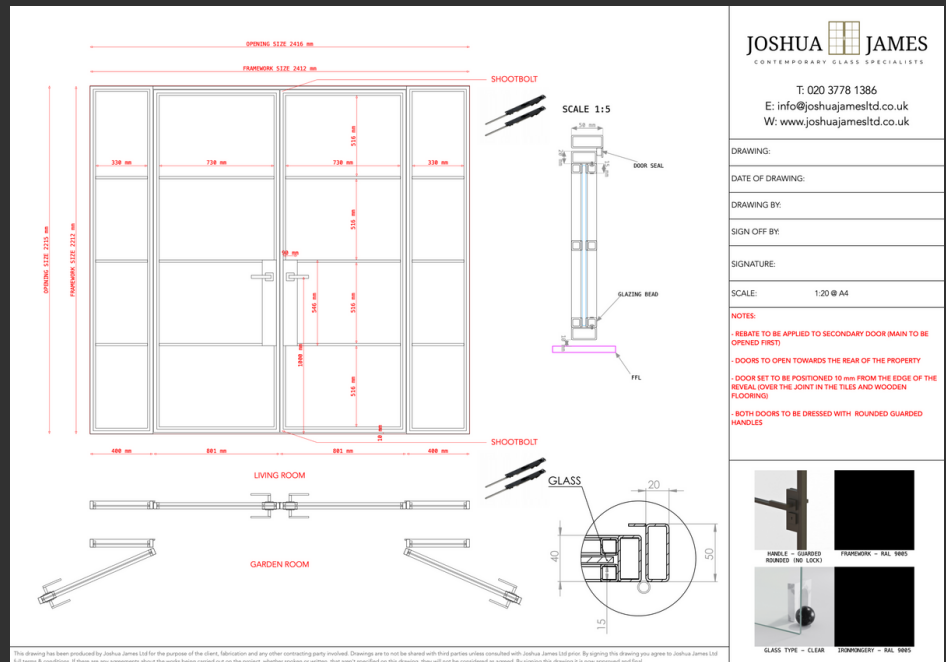 OPENING SIZE 2416 mm
FRAMEWORK SIZE 2412 mm
SHOOTBOLT
OPENING SIZE 2215 mm
FRAMEWORK SIZE 2212 mm
330 mm
730 mm
730 mm
330 mm
516 mm
516 mm
516 mm
516 mm
90 mm
546 mm
1000 mm
10 mm
400 mm
801 mm
801 mm
400 mm
SHOOTBOLT
LIVING ROOM
GARDEN ROOM
SCALE 1:5
50 mm
DOOR SEAL
GLAZING BEAD
FFL
GLASS
20
40
50
15
JOSHUA JAMES
CONTEMPORARY GLASS SPECIALISTS
T: 020 3778 1386
E: info@joshuajamesltd.co.uk
W: www.joshuajamesltd.co.uk
DRAWING:
DATE OF DRAWING:
DRAWING BY:
SIGN OFF BY:
SIGNATURE:
SCALE: 1:20 @ A4
NOTES:
- REBATE TO BE APPLIED TO SECONDARY DOOR (MAIN TO BE
OPENED FIRST)
- DOORS TO OPEN TOWARDS THE REAR OF THE PROPERTY
- DOOR SET TO BE POSITIONED 10 mm FROM THE EDGE OF THE
REVEAL (OVER THE JOINT IN THE TILES AND WOODEN
FLOORING)
- BOTH DOORS TO BE DRESSED WITH ROUNDED GUARDED
HANDLES
HANDLE - GUARDED
ROUNDED (NO LOCK)
FRAMEWORK - RAL 9005
GLASS TYPE - CLEAR
IRONMONGERY - RAL 9005
This drawing has been produced by Joshua James Ltd for the purpose of the client, fabrication and any other contracting party involved. Drawings are to not be shared with third parties unless consulted with Joshua James Ltd prior. By signing this drawing you agree to Joshua James Ltd